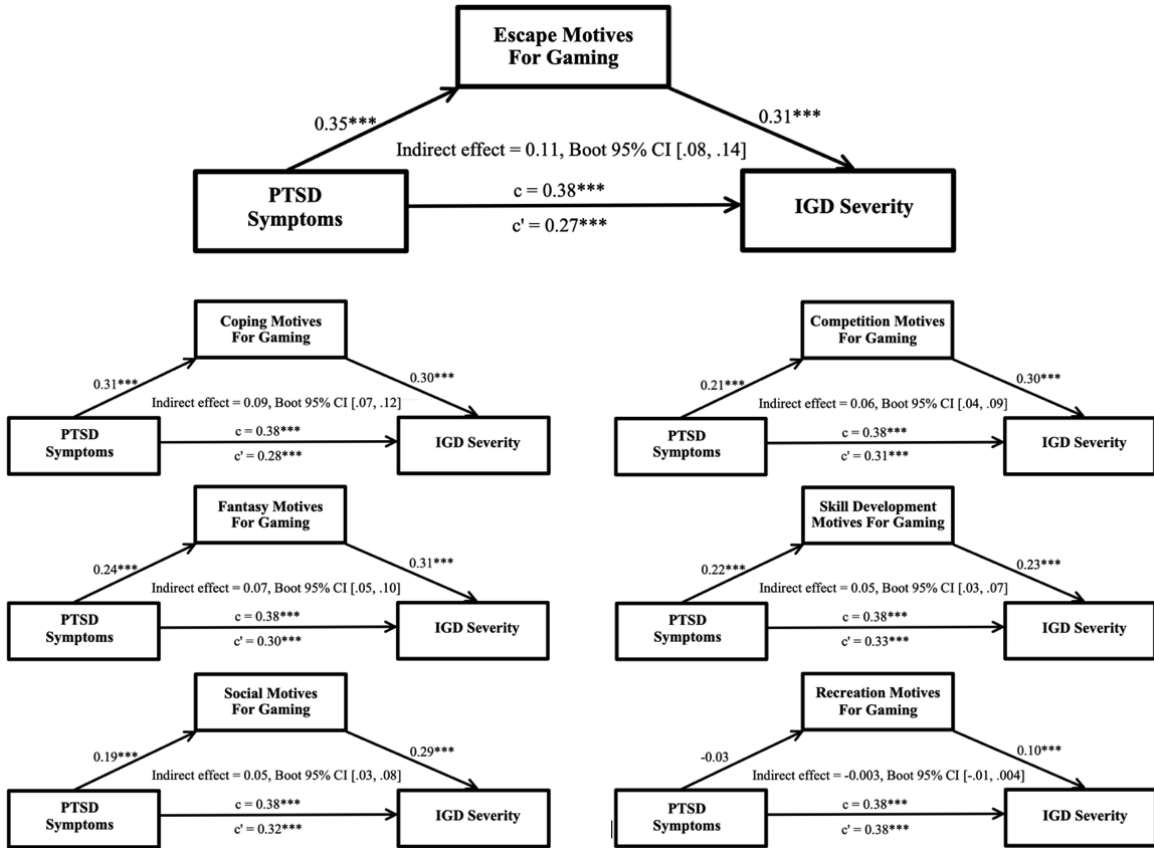 Escape Motives
For Gaming
0.35***
0.31***
Indirect effect = 0.11, Boot 95% CI [.08, .14]
PTSD
Symptoms
c = 0.38***
c' = 0.27***
IGD Severity
Coping Motives
For Gaming
0.31***
0.30***
Indirect effect = 0.09, Boot 95% CI [.07, .12]
PTSD
Symptoms
c = 0.38***
c' = 0.28***
IGD Severity
Competition Motives
For Gaming
0.21***
0.30***
Indirect effect = 0.06, Boot 95% CI [.04, .09]
PTSD
Symptoms
c = 0.38***
c' = 0.31***
IGD Severity
Fantasy Motives
For Gaming
0.24***
0.31***
Indirect effect = 0.07, Boot 95% CI [.05, .10]
PTSD
Symptoms
c = 0.38***
c' = 0.30***
IGD Severity
Skill Development
Motives For Gaming
0.22***
0.23***
Indirect effect = 0.05, Boot 95% CI [.03, .07]
PTSD
Symptoms
c = 0.38***
c' = 0.33***
IGD Severity
Social Motives
For Gaming
0.19***
0.29***
Indirect effect = 0.05, Boot 95% CI [.03, .08]
PTSD
Symptoms
c = 0.38***
c' = 0.32***
IGD Severity
Recreation Motives
For Gaming
-0.03
0.10***
Indirect effect = -0.003, Boot 95% CI [-.01, .004]
PTSD
Symptoms
c = 0.38***
c' = 0.38***
IGD Severity